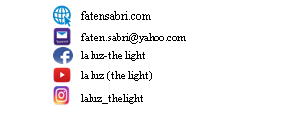 fatensabri.com
faten.sabri@yahoo.com
la luz-the light
la luz (the light)
laluz_thelight